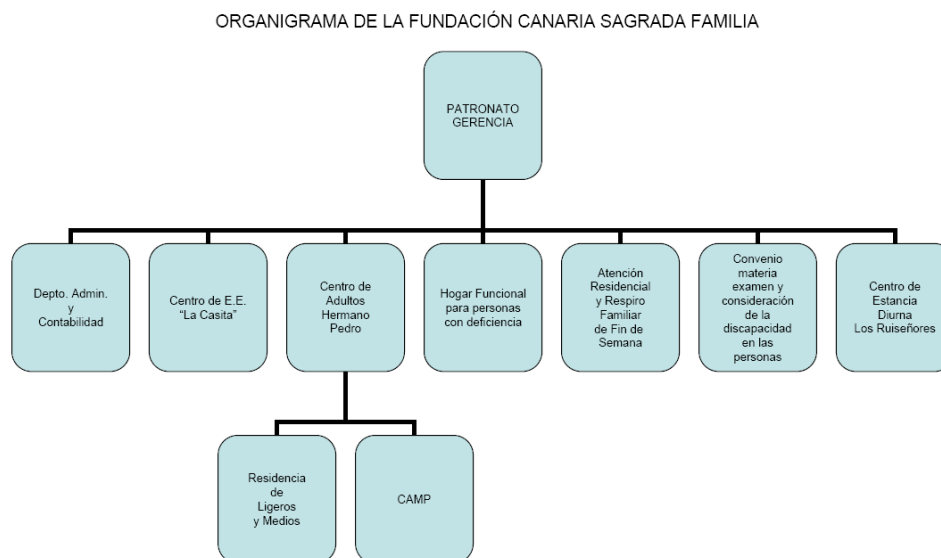 ORGANIGRAMA DE LA FUNDACIÓN CANARIA SAGRADA FAMILIA
PATRONATO
GERENCIA
Depto. Admin.
y
Contabilidad
Centro de E.E.
“La Casita”
Centro de
Adultos
Hermano
Pedro
Hogar Funcional
para personas
con deficiencia
Atención
Residencial
y Respiro
Familiar
de Fin de
Semana
Convenio
materia
examen y
consideración
de la
discapacidad
en las
personas
Centro de
Estancia
Diurna
Los Ruiseñores
Residencia
de
Ligeros
y Medios
CAMP